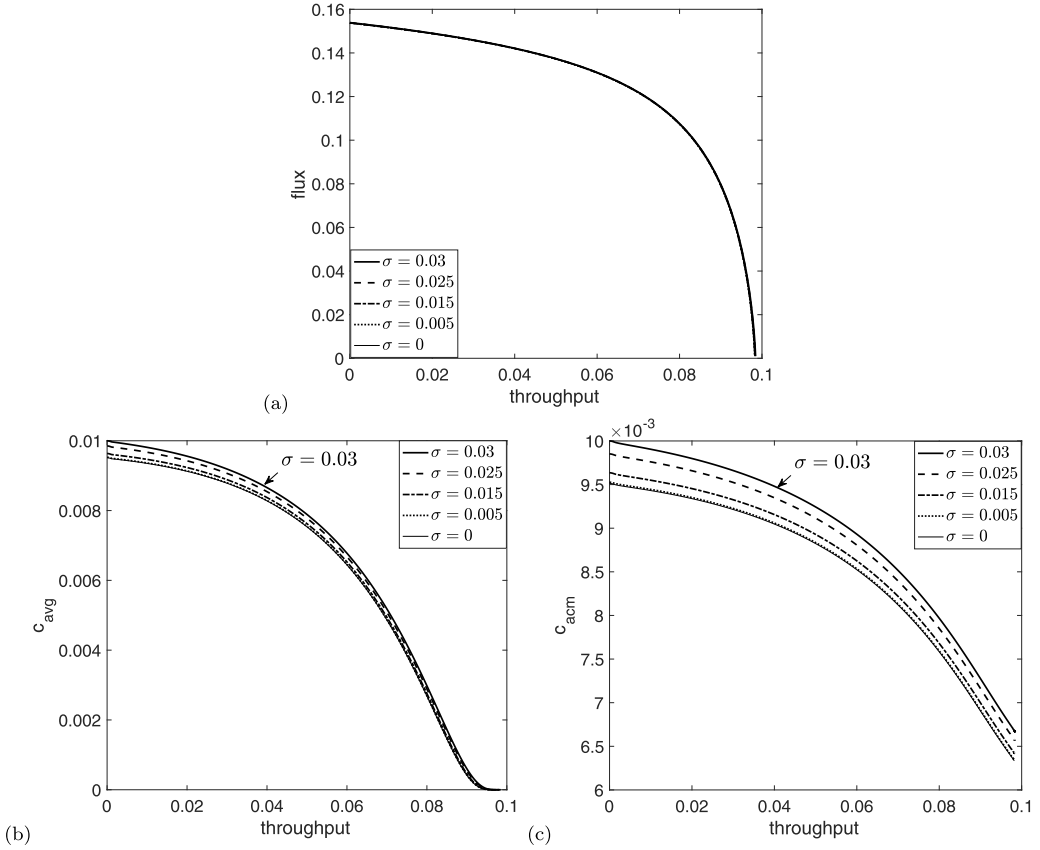 0.16
0.14
0.12
0.1
0.08
0.06
0.04
0.02
0
flux
σ = 0.03
σ = 0.025
σ = 0.015
σ = 0.005
σ = 0
0 0.02 0.04 0.06 0.08 0.1
throughput
(a)
0.01
0.008
0.006
0.004
0.002
0
c_avg
σ = 0.03
σ = 0.03
σ = 0.025
σ = 0.015
σ = 0.005
σ = 0
0 0.02 0.04 0.06 0.08 0.1
throughput
(b)
×10⁻³
10
9.5
9
8.5
8
7.5
7
6.5
6
c_acm
σ = 0.03
σ = 0.03
σ = 0.025
σ = 0.015
σ = 0.005
σ = 0
0 0.02 0.04 0.06 0.08 0.1
throughput
(c)